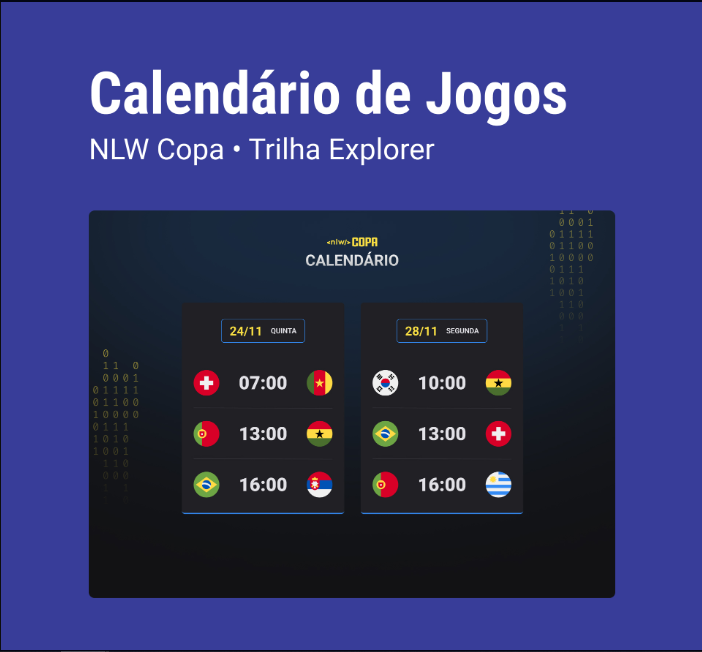 Calendário de Jogos
NLW Copa • Trilha Explorer
<nlw/> COPA
CALENDÁRIO
24/11 QUINTA
07:00
13:00
16:00
28/11 SEGUNDA
10:00
13:00
16:00